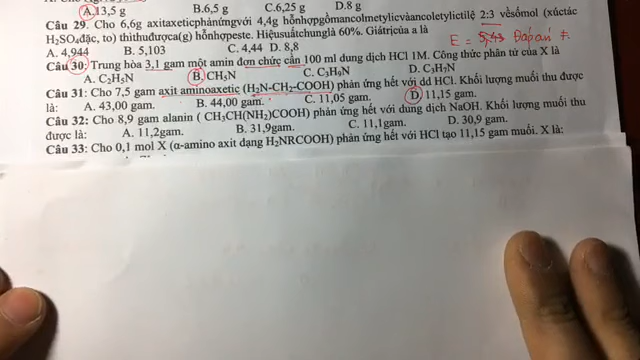 A.13,5 g B.6,5 g C.6,25 g D.8 g
Câu 29. Cho 6,6g axitaxeticphảnứngvới 4,4g hỗnhợpgồmancolmetylicvàancoletylictilệ 2:3 vềsốmol (xúctác
H₂SO₄đặc, to) thìthuđượca(g) hỗnhợpeste. Hiệusuấtchunglà 60%. Giátrịcủa a là
A. 4,944 B. 5,103 C. 4,44 D. 8,8 E = 5,43 Đáp án E.
Câu 30: Trung hòa 3,1 gam một amin đơn chức cần 100 ml dung dịch HCl 1M. Công thức phân tử của X là
A. C₂H₅N B. CH₅N C. C₃H₉N D. C₃H₇N
Câu 31: Cho 7,5 gam axit aminoaxetic (H₂N-CH₂-COOH) phản ứng hết với dd HCl. Khối lượng muối thu được
là: A. 43,00 gam. B. 44,00 gam. C. 11,05 gam. D. 11,15 gam.
Câu 32: Cho 8,9 gam alanin ( CH₃CH(NH₂)COOH) phản ứng hết với dung dịch NaOH. Khối lượng muối thu
được là: A. 11,2gam. B. 31,9gam. C. 11,1gam. D. 30,9 gam.
Câu 33: Cho 0,1 mol X (α-amino axit dạng H₂NRCOOH) phản ứng hết với HCl tạo 11,15 gam muối. X là: